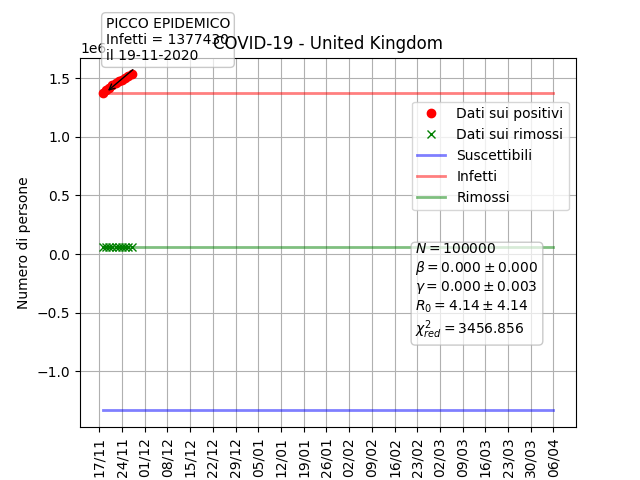 PICCO EPIDEMICO
Infetti = 1377430
il 19-11-2020
1e6
COVID-19 - United Kingdom
Numero di persone
1.5
1.0
0.5
0.0
−0.5
−1.0
Dati sui positivi
Dati sui rimossi
Suscettibili
Infetti
Rimossi
N = 100000
β = 0.000 ± 0.000
γ = 0.000 ± 0.003
R₀ = 4.14 ± 4.14
χ²_red = 3456.856
17/11
24/11
01/12
08/12
15/12
22/12
29/12
05/01
12/01
19/01
26/01
02/02
09/02
16/02
23/02
02/03
09/03
16/03
23/03
30/03
06/04